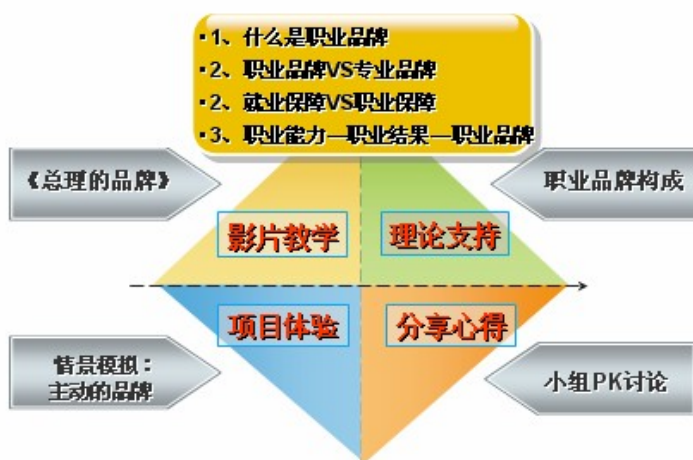 ▪1、什么是职业品牌
▪2、职业品牌VS专业品牌
▪2、就业保障VS职业保障
▪3、职业能力—职业结果—职业品牌
《总理的品牌》
职业品牌构成
影片教学
理论支持
项目体验
分享心得
情景模拟：
主动的品牌
小组PK讨论